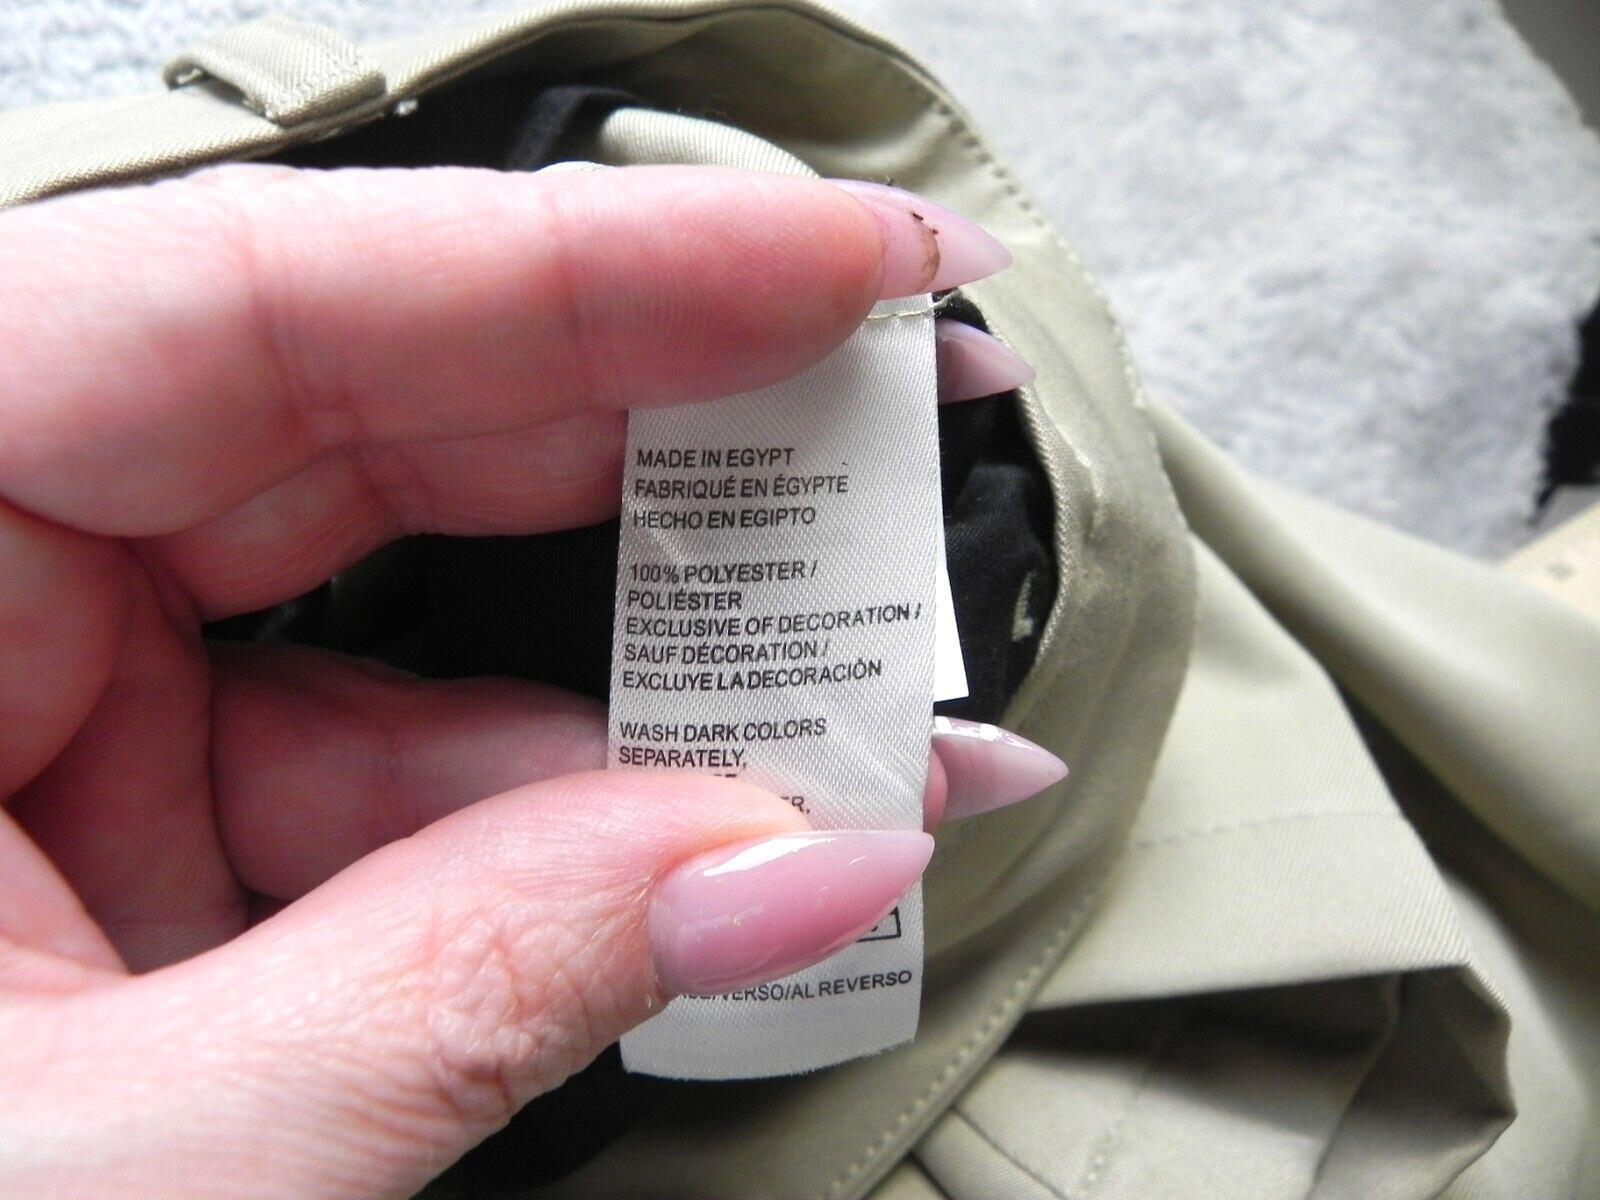 MADE IN EGYPT
FABRIQUÉ EN ÉGYPTE
HECHO EN EGIPTO
100% POLYESTER /
POLIÉSTER
EXCLUSIVE OF DECORATION /
SAUF DÉCORATION /
EXCLUYE LA DECORACIÓN
WASH DARK COLORS
SEPARATELY,
/VERSO/AL REVERSO